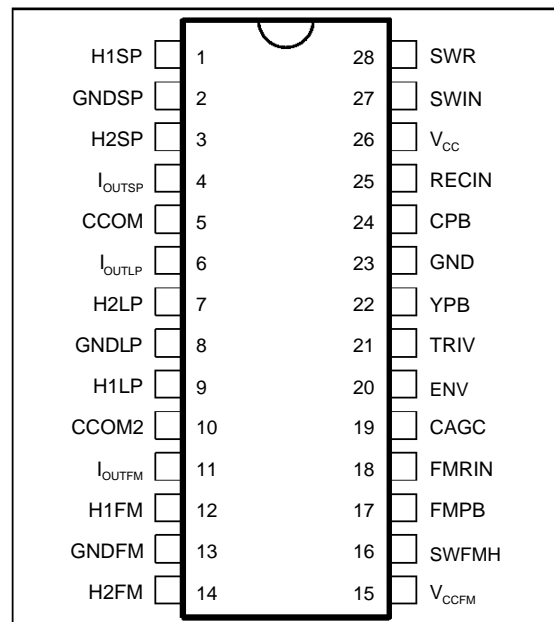 H1SP 1 28 SWR
GNDSP 2 27 SWIN
H2SP 3 26 VCC
IOUTSP 4 25 RECIN
CCOM 5 24 CPB
IOUTLP 6 23 GND
H2LP 7 22 YPB
GNDLP 8 21 TRIV
H1LP 9 20 ENV
CCOM2 10 19 CAGC
IOUTFM 11 18 FMRIN
H1FM 12 17 FMPB
GNDFM 13 16 SWFMH
H2FM 14 15 VCCFM